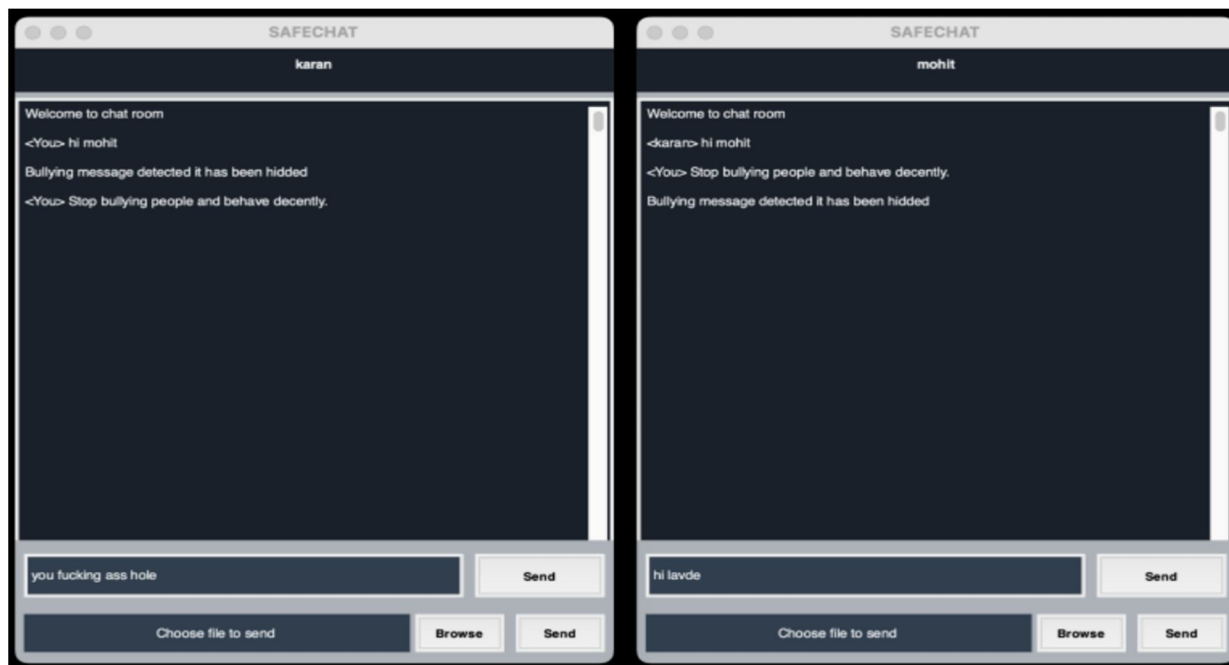 SAFECHAT
karan
Welcome to chat room
<You> hi mohit
Bullying message detected it has been hidded
<You> Stop bullying people and behave decently.
you fucking ass hole
Send
Choose file to send
Browse
Send
SAFECHAT
mohit
Welcome to chat room
<karan> hi mohit
<You> Stop bullying people and behave decently.
Bullying message detected it has been hidded
hi lavde
Send
Choose file to send
Browse
Send